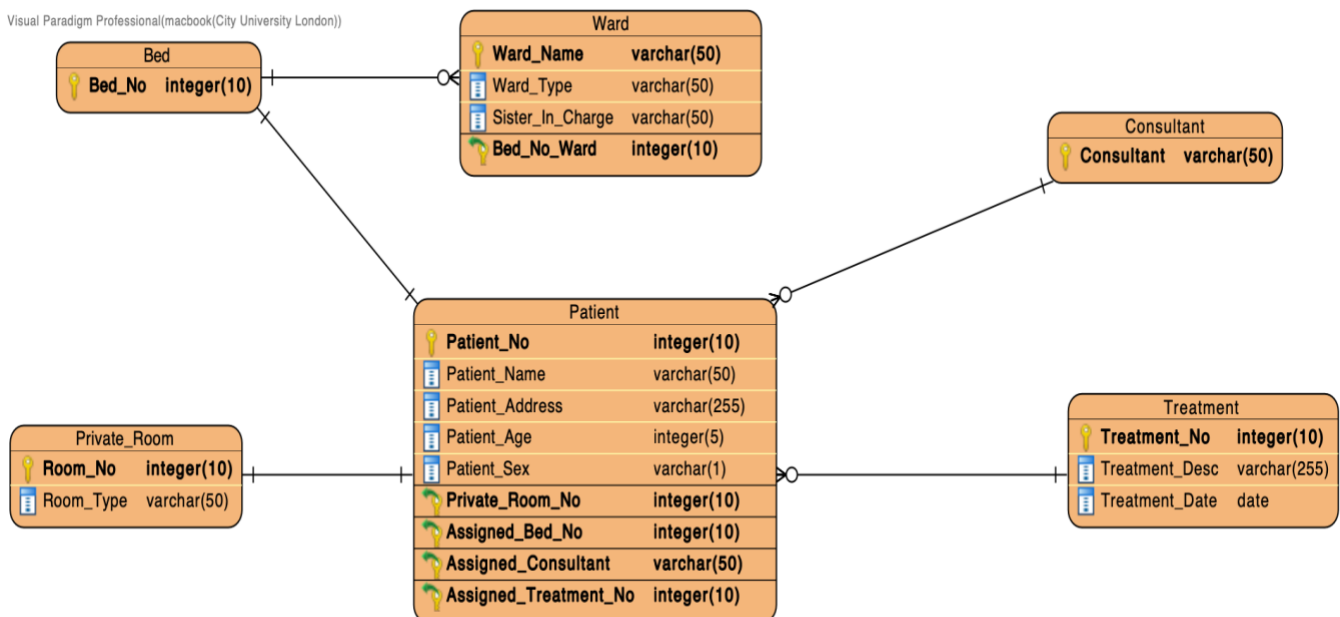 Visual Paradigm Professional(macbook(City University London))
Bed
Bed_No integer(10)
Ward
Ward_Name varchar(50)
Ward_Type varchar(50)
Sister_In_Charge varchar(50)
Bed_No_Ward integer(10)
Consultant
Consultant varchar(50)
Patient
Patient_No integer(10)
Patient_Name varchar(50)
Patient_Address varchar(255)
Patient_Age integer(5)
Patient_Sex varchar(1)
Private_Room_No integer(10)
Assigned_Bed_No integer(10)
Assigned_Consultant varchar(50)
Assigned_Treatment_No integer(10)
Private_Room
Room_No integer(10)
Room_Type varchar(50)
Treatment
Treatment_No integer(10)
Treatment_Desc varchar(255)
Treatment_Date date